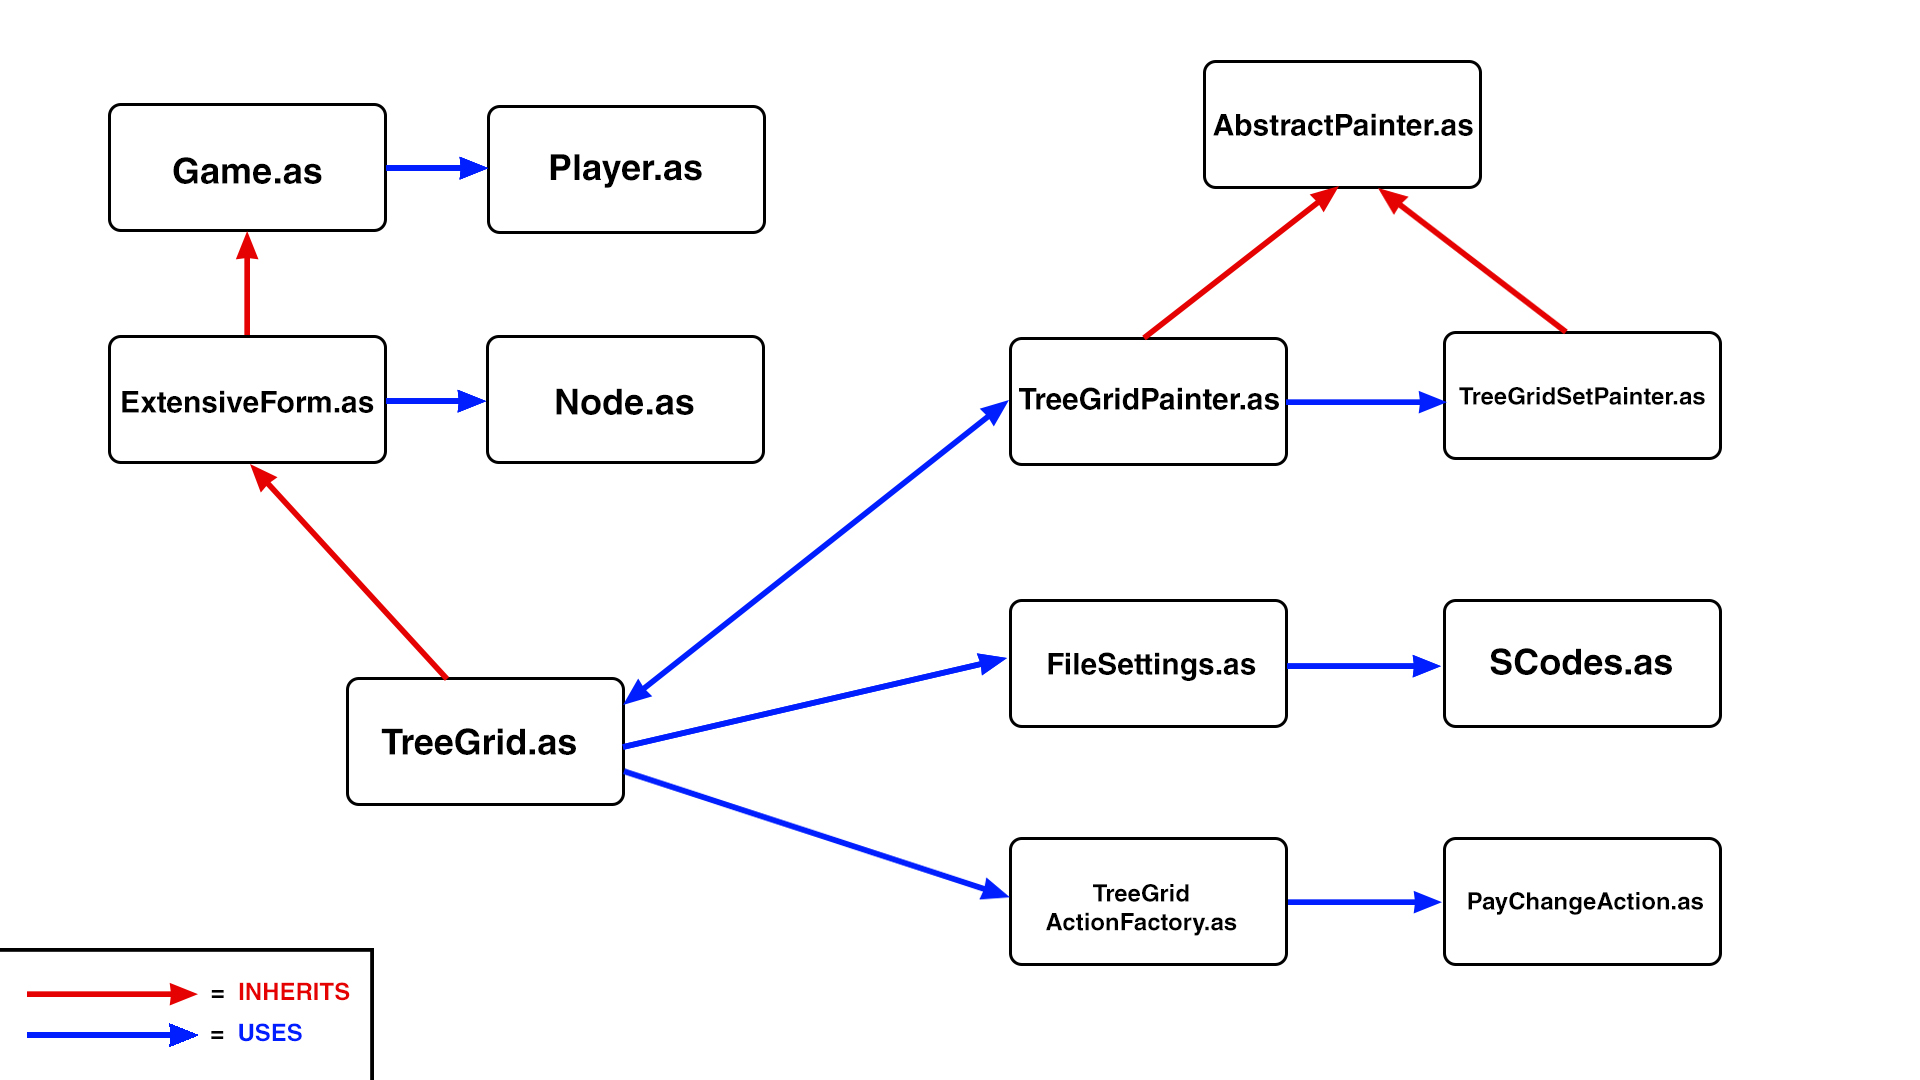 AbstractPainter.as
Game.as
Player.as
ExtensiveForm.as
Node.as
TreeGridPainter.as
TreeGridSetPainter.as
TreeGrid.as
FileSettings.as
SCodes.as
TreeGrid
ActionFactory.as
PayChangeAction.as
= INHERITS
= USES